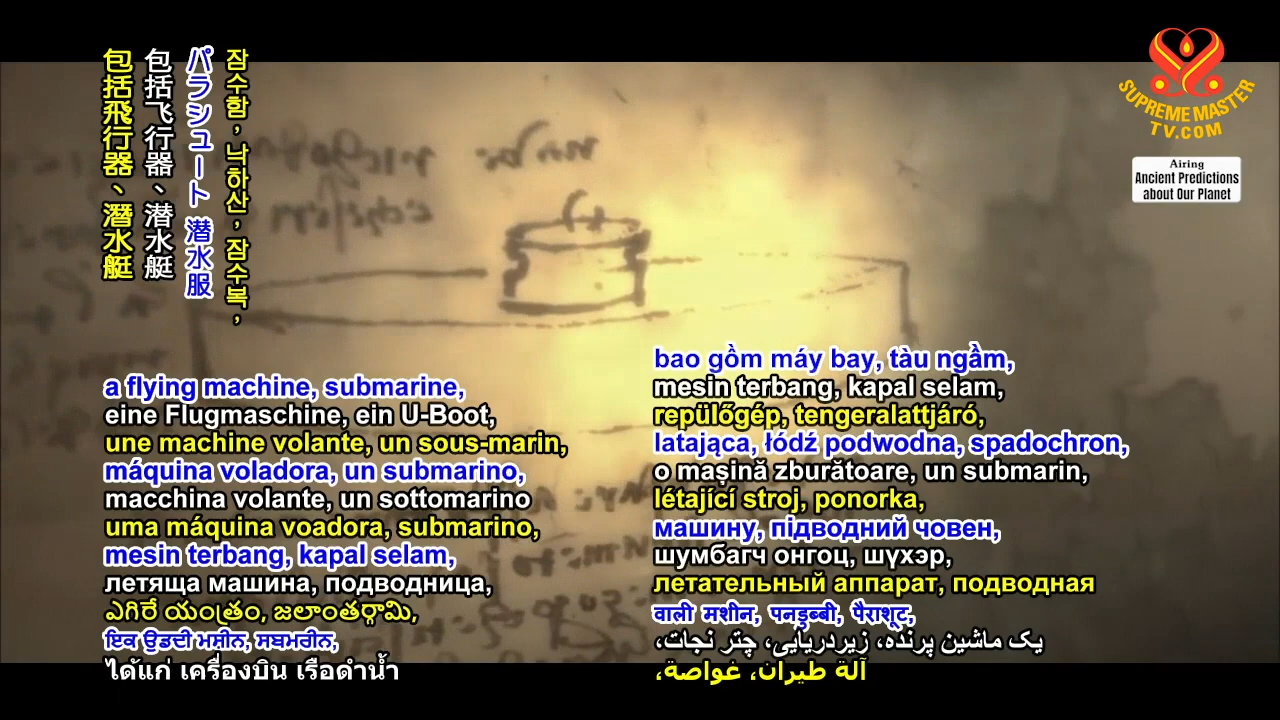 包括飛行器、潛水艇
包括飞行器、潜水艇
パラシュート 潜水服
잠수함, 낙하산, 잠수복,
SUPREME MASTER
TV.COM
Airing
Ancient Predictions
about Our Planet
a flying machine, submarine,
eine Flugmaschine, ein U-Boot,
une machine volante, un sous-marin,
máquina voladora, un submarino,
macchina volante, un sottomarino
uma máquina voadora, submarino,
mesin terbang, kapal selam,
летяща машина, подводница,
ఎగిరే యంత్రం, జలాంతర్గామి,
ਇਕ ਉਡਦੀ ਮਸ਼ੀਨ, ਸਬਮਰੀਨ,
ได้แก่ เครื่องบิน เรือดำน้ำ
bao gồm máy bay, tàu ngầm,
mesin terbang, kapal selam,
repülőgép, tengeralattjáró,
latająca, łódź podwodna, spadochron,
o mașină zburătoare, un submarin,
létající stroj, ponorka,
машину, підводний човен,
шумбагч онгоц, шүхэр,
летательный аппарат, подводная
वाली मशीन, पनडुब्बी, पैराशूट,
یک ماشین پرنده، زیردریایی، چتر نجات،
آلة طيران، غواصة،